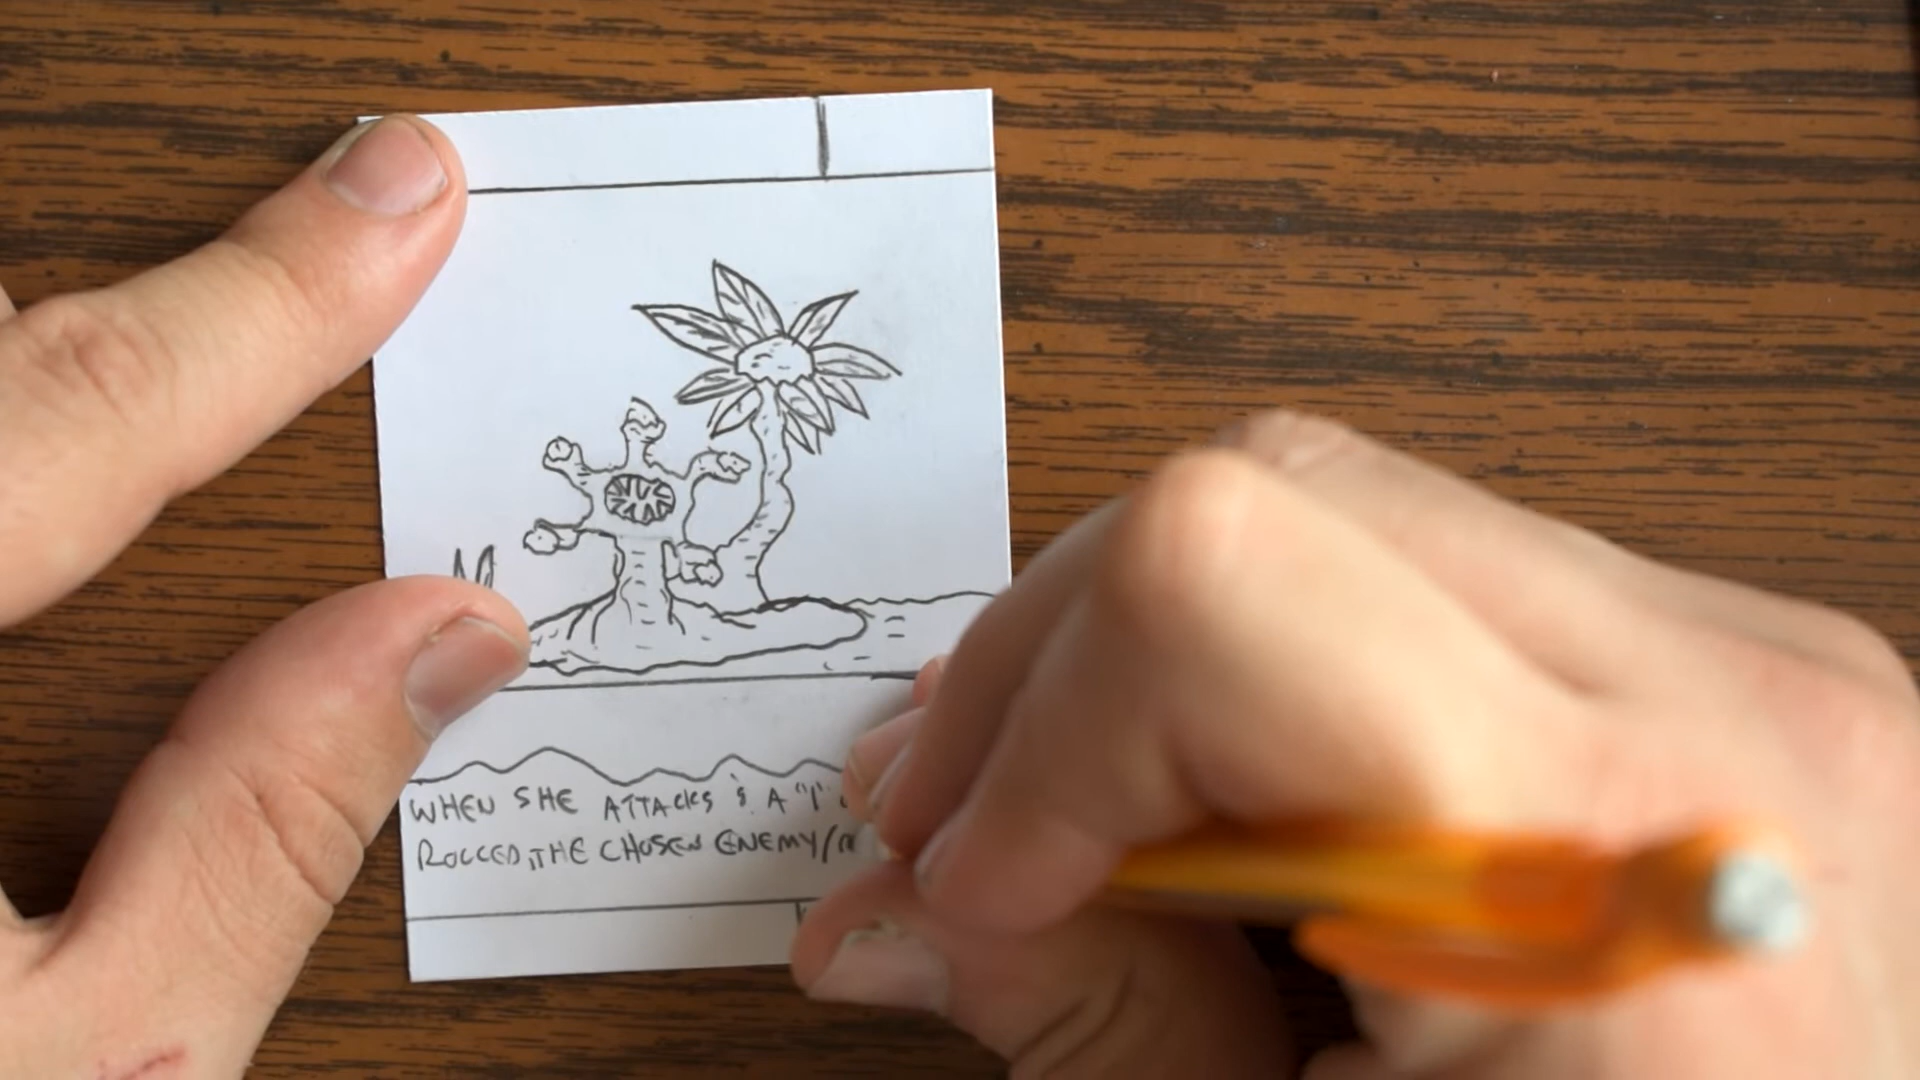 WHEN SHE ATTACKS & A "1"
ROLLED, THE CHOSEN ENEMY/